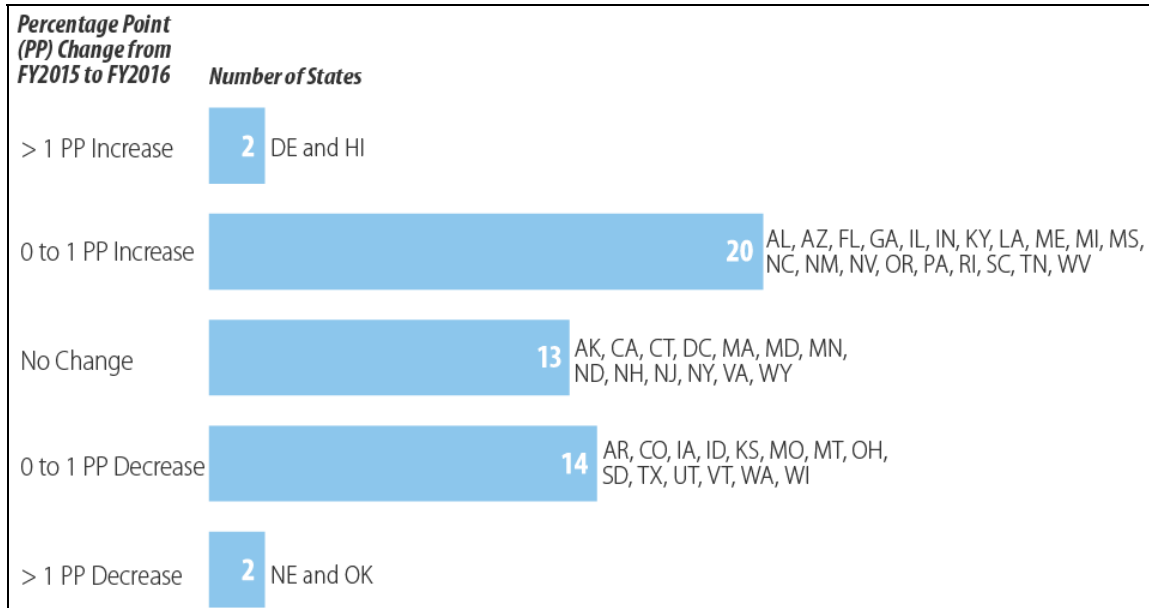 Percentage Point
(PP) Change from
FY2015 to FY2016
Number of States
> 1 PP Increase
2
DE and HI
0 to 1 PP Increase
20
AL, AZ, FL, GA, IL, IN, KY, LA, ME, MI, MS,
NC, NM, NV, OR, PA, RI, SC, TN, WV
No Change
13
AK, CA, CT, DC, MA, MD, MN,
ND, NH, NJ, NY, VA, WY
0 to 1 PP Decrease
14
AR, CO, IA, ID, KS, MO, MT, OH,
SD, TX, UT, VT, WA, WI
> 1 PP Decrease
2
NE and OK